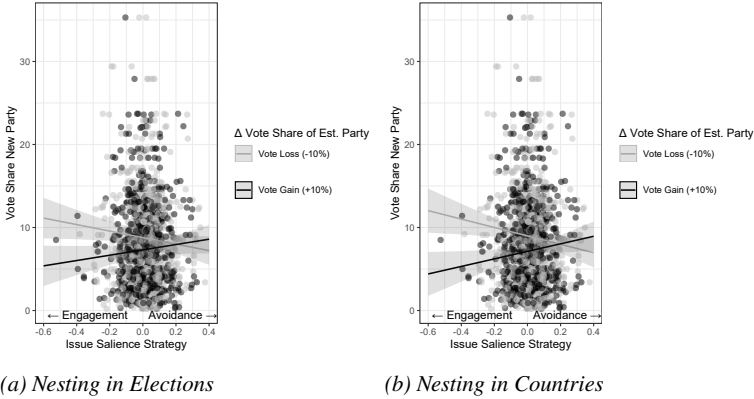 Vote Share New Party
30
20
10
0
← Engagement Avoidance →
-0.6 -0.4 -0.2 0.0 0.2 0.4
Issue Salience Strategy
Δ Vote Share of Est. Party
Vote Loss (-10%)
Vote Gain (+10%)
(a) Nesting in Elections
Vote Share New Party
30
20
10
0
← Engagement Avoidance →
-0.6 -0.4 -0.2 0.0 0.2 0.4
Issue Salience Strategy
Δ Vote Share of Est. Party
Vote Loss (-10%)
Vote Gain (+10%)
(b) Nesting in Countries